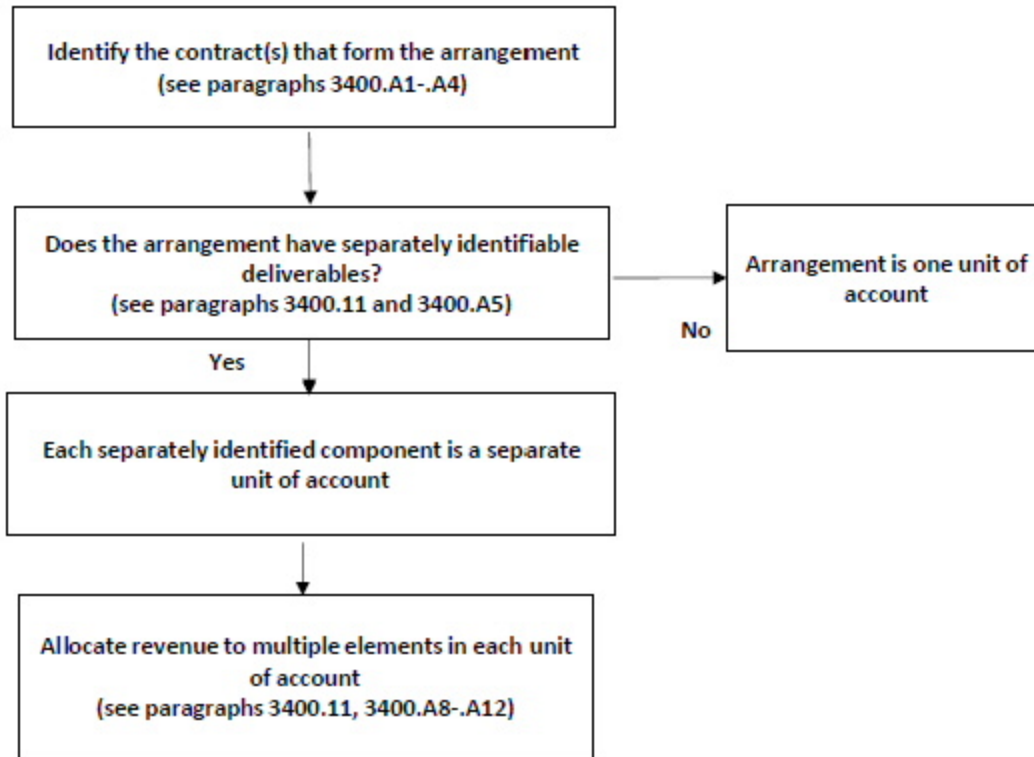 Identify the contract(s) that form the arrangement
(see paragraphs 3400.A1-.A4)
Does the arrangement have separately identifiable
deliverables?
(see paragraphs 3400.11 and 3400.A5)
Arrangement is one unit of
account
No
Yes
Each separately identified component is a separate
unit of account
Allocate revenue to multiple elements in each unit
of account
(see paragraphs 3400.11, 3400.A8-.A12)